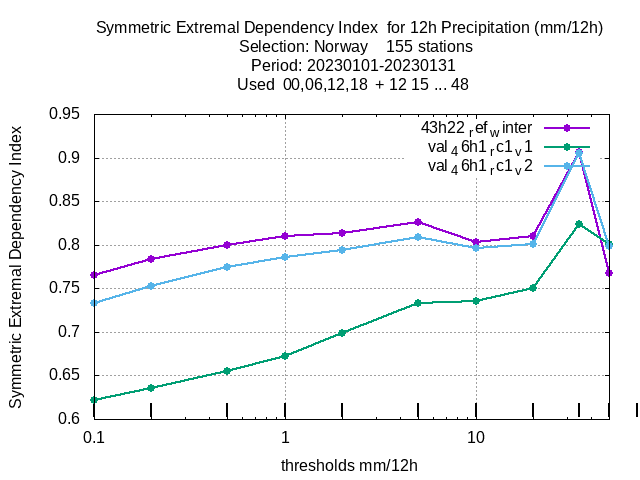 Symmetric Extremal Dependency Index  for 12h Precipitation (mm/12h)
Selection: Norway    155 stations
Period: 20230101-20230131
Used  00,06,12,18  + 12 15 ... 48
0.95
0.9
0.85
0.8
0.75
0.7
0.65
0.6
Symmetric Extremal Dependency Index
43h22_ref_winter
val_46h1_rc1_v1
val_46h1_rc1_v2
0.1 1 10
thresholds mm/12h